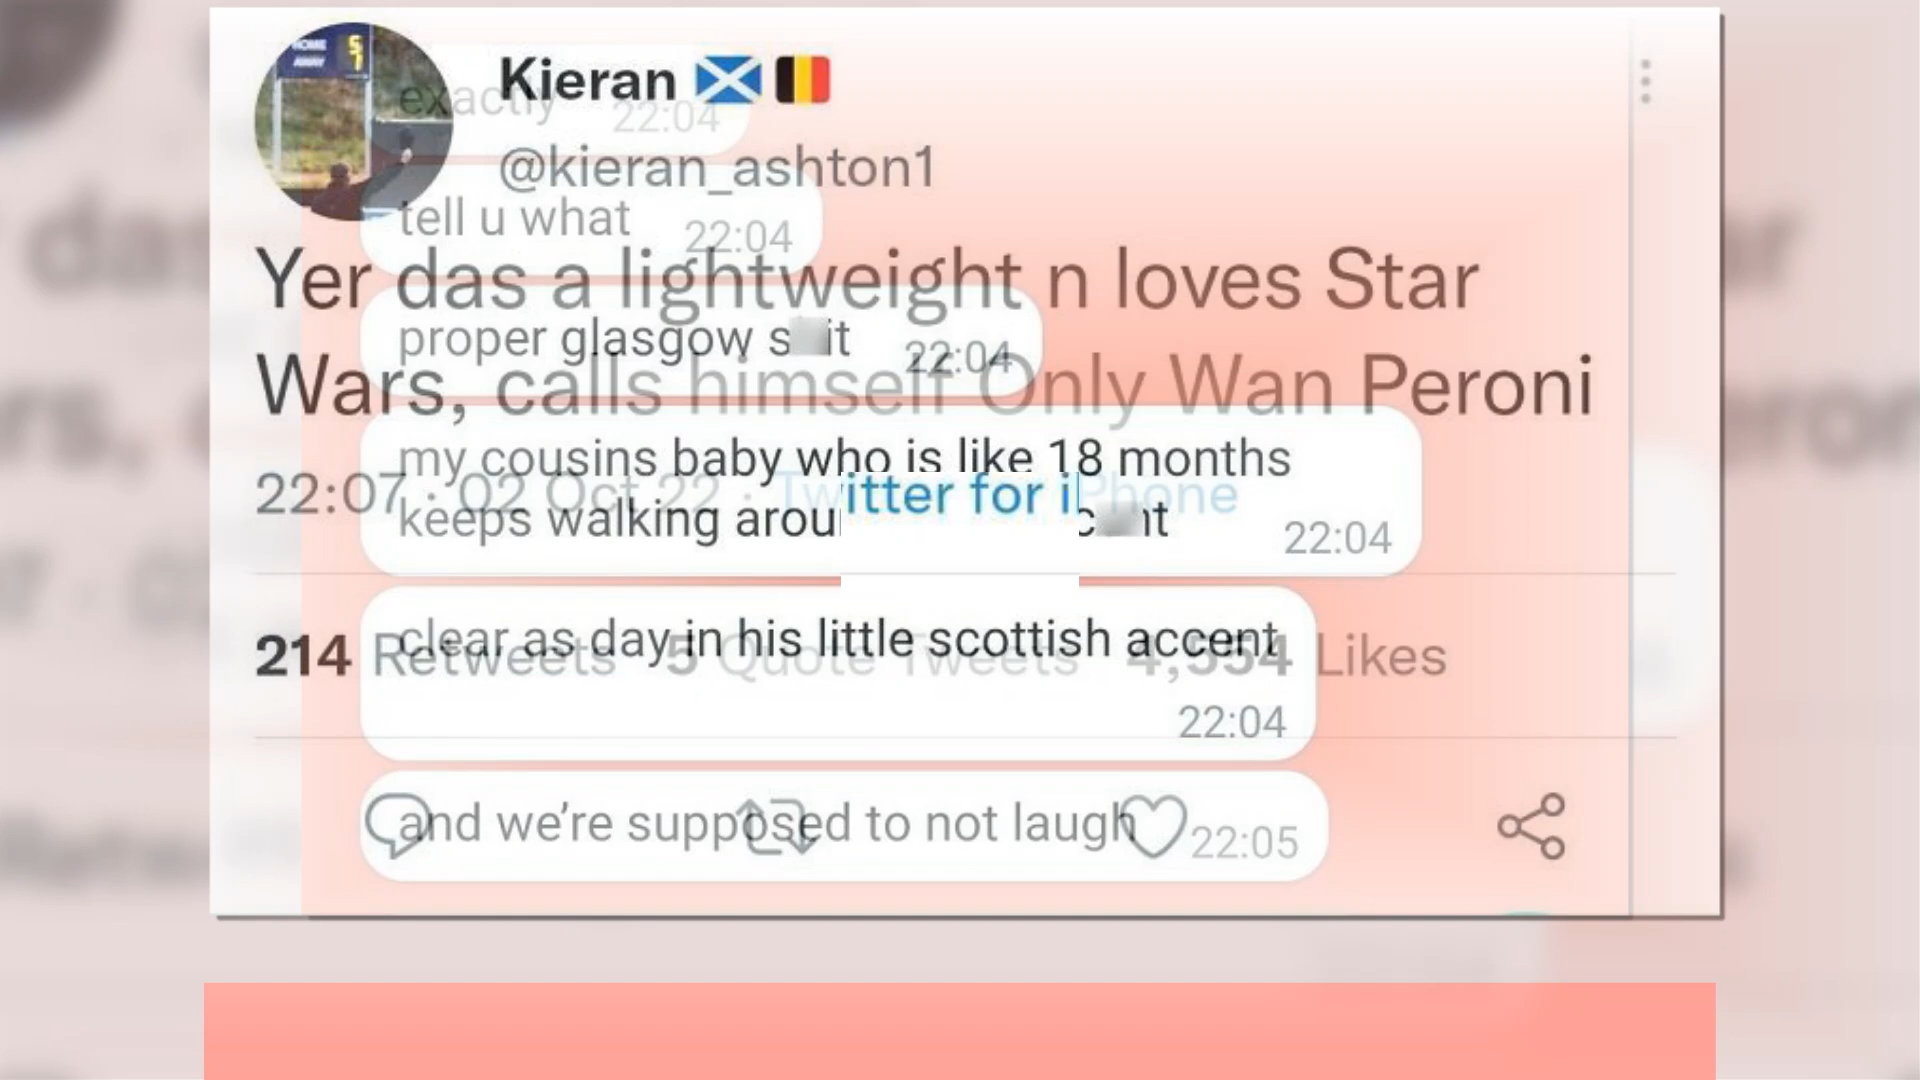 Kieran
exactly 22:04
@kieran_ashton1
tell u what 22:04
Yer das a lightweight n loves Star
Wars, calls himself Only Wan Peroni
proper glasgow s it 22:04
my cousins baby who is like 18 months
keeps walking arou c nt 22:04
22:07 · 02 Oct 22 · Twitter for iPhone
clear as day in his little scottish accent
22:04
214 Retweets 5 Quote Tweets 4,554 Likes
and we're supposed to not laugh 22:05